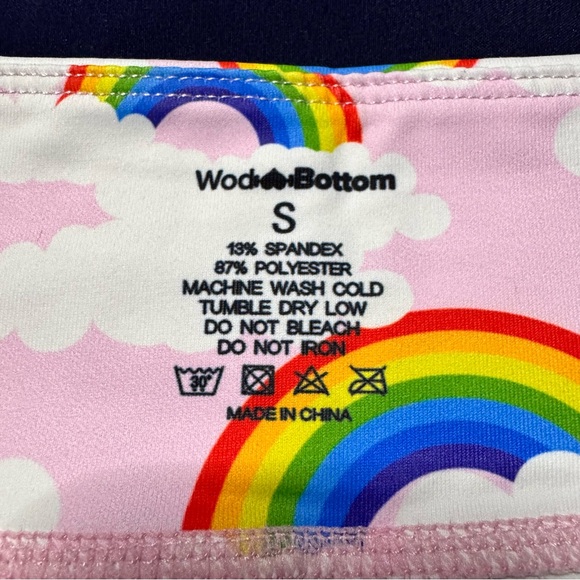 Wod Bottom
S
13% SPANDEX
87% POLYESTER
MACHINE WASH COLD
TUMBLE DRY LOW
DO NOT BLEACH
DO NOT IRON
30°
MADE IN CHINA